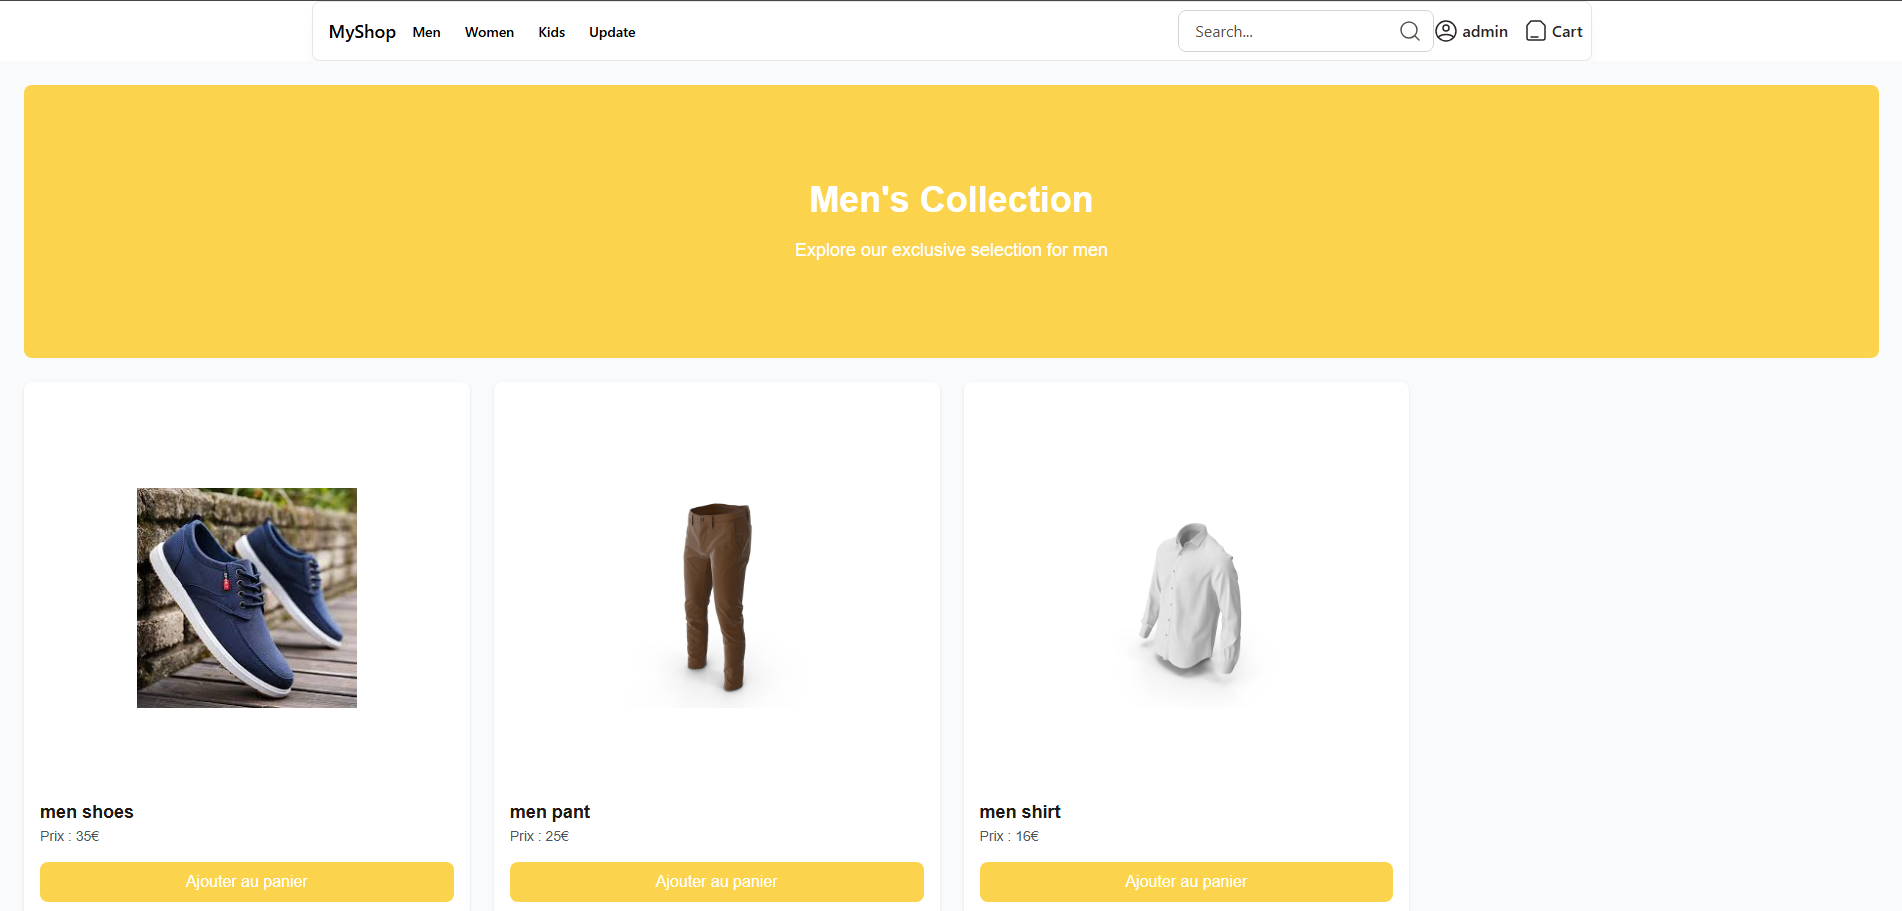 MyShop Men Women Kids Update Search... admin Cart
Men's Collection
Explore our exclusive selection for men
men shoes
Prix : 35€
Ajouter au panier
men pant
Prix : 25€
Ajouter au panier
men shirt
Prix : 16€
Ajouter au panier